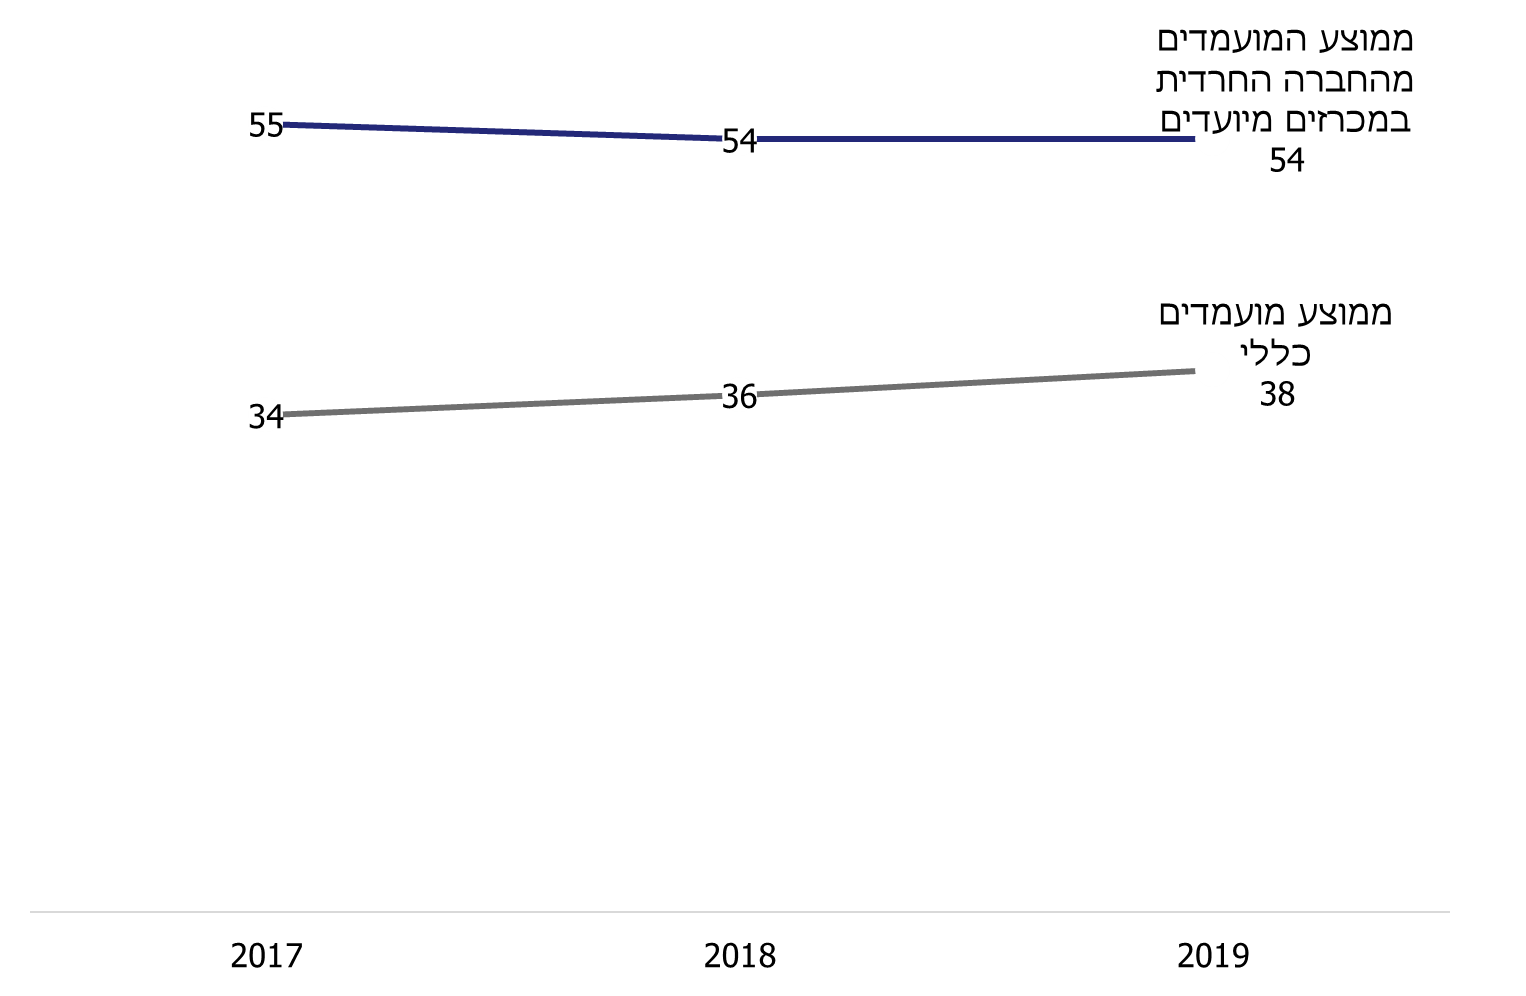 ממוצע המועמדים
מהחברה החרדית
במכרזים מיועדים
54
55
54
ממוצע מועמדים
כללי
38
34
36
2017
2018
2019